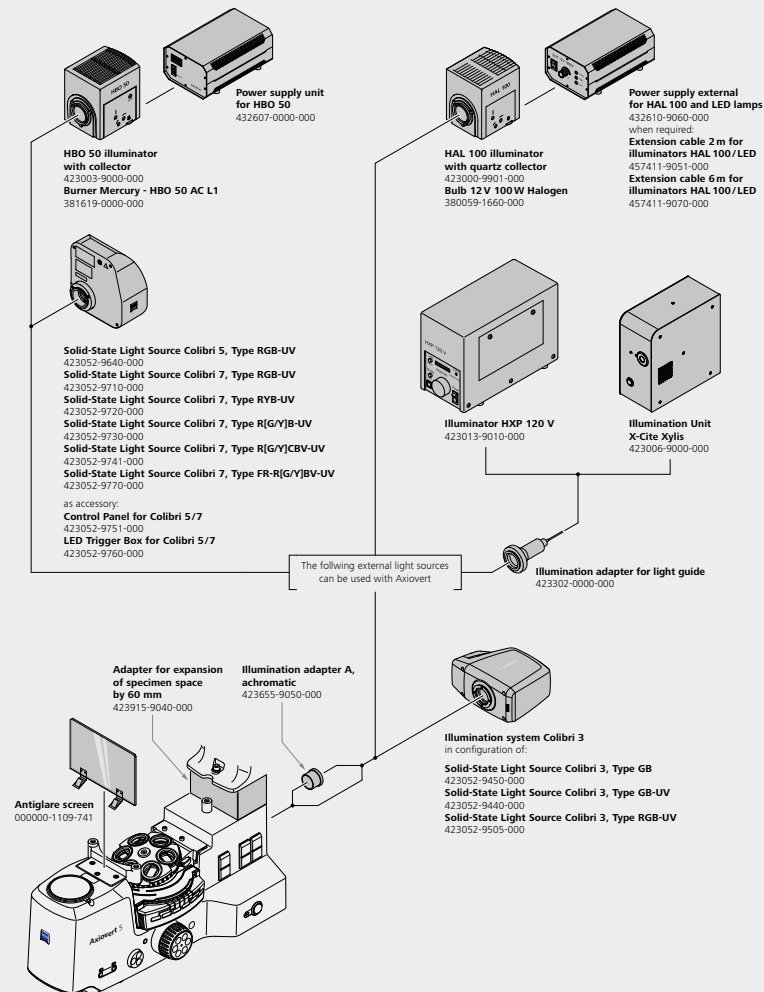 HBO 50
Power supply unit
for HBO 50
432607-0000-000
HBO 50 illuminator
with collector
423003-9000-000
Burner Mercury - HBO 50 AC L1
381619-0000-000
HAL 100
Power supply external
for HAL 100 and LED lamps
432610-9060-000
when required:
Extension cable 2 m for
illuminators HAL 100/LED
457411-9051-000
Extension cable 6 m for
illuminators HAL 100/LED
457411-9070-000
HAL 100 illuminator
with quartz collector
423000-9901-000
Bulb 12 V 100 W Halogen
380059-1660-000
Solid-State Light Source Colibri 5, Type RGB-UV
423052-9640-000
Solid-State Light Source Colibri 7, Type RGB-UV
423052-9710-000
Solid-State Light Source Colibri 7, Type RYB-UV
423052-9720-000
Solid-State Light Source Colibri 7, Type R[G/Y]B-UV
423052-9730-000
Solid-State Light Source Colibri 7, Type R[G/Y]CBV-UV
423052-9741-000
Solid-State Light Source Colibri 7, Type FR-R[G/Y]BV-UV
423052-9770-000
as accessory:
Control Panel for Colibri 5/7
423052-9751-000
LED Trigger Box for Colibri 5/7
423052-9760-000
HXP 120 V
Illuminator HXP 120 V
423013-9010-000
Illumination Unit
X-Cite Xylis
423006-9000-000
The follwing external light sources
can be used with Axiovert
Illumination adapter for light guide
423302-0000-000
Adapter for expansion
of specimen space
by 60 mm
423915-9040-000
Illumination adapter A,
achromatic
423655-9050-000
Illumination system Colibri 3
in configuration of:
Solid-State Light Source Colibri 3, Type GB
423052-9450-000
Solid-State Light Source Colibri 3, Type GB-UV
423052-9440-000
Solid-State Light Source Colibri 3, Type RGB-UV
423052-9505-000
Antiglare screen
000000-1109-741
Axiovert 5